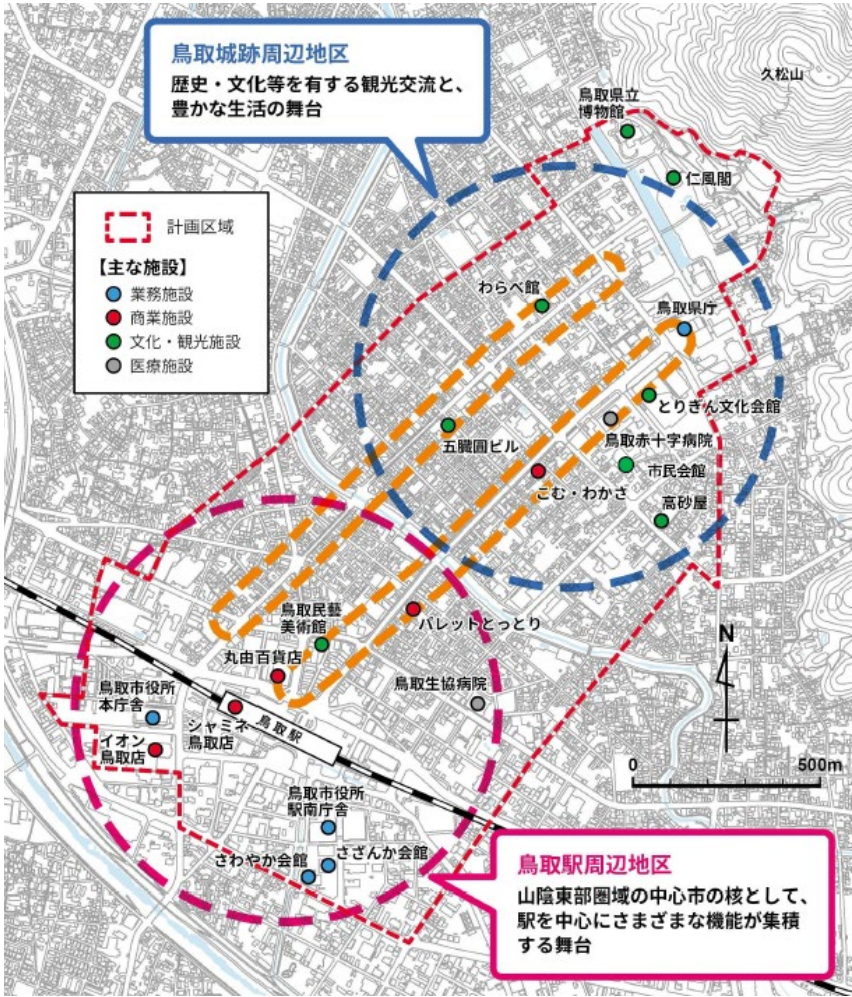 鳥取城跡周辺地区
歴史・文化等を有する観光交流と、
豊かな生活の舞台
久松山
鳥取県立
博物館
仁風閣
計画区域
【主な施設】
業務施設
商業施設
文化・観光施設
医療施設
わらべ館
鳥取県庁
とりぎん文化会館
鳥取赤十字病院
五臓圓ビル
市民会館
こむ・わかさ
高砂屋
鳥取民藝
美術館
パレットとっとり
丸由百貨店
鳥取生協病院
鳥取市役所
本庁舎
シャミネ
鳥取店
鳥取駅
イオン
鳥取店
N
0
500m
鳥取市役所
駅南庁舎
さわやか会館
さざんか会館
鳥取駅周辺地区
山陰東部圏域の中心市の核として、
駅を中心にさまざまな機能が集積
する舞台